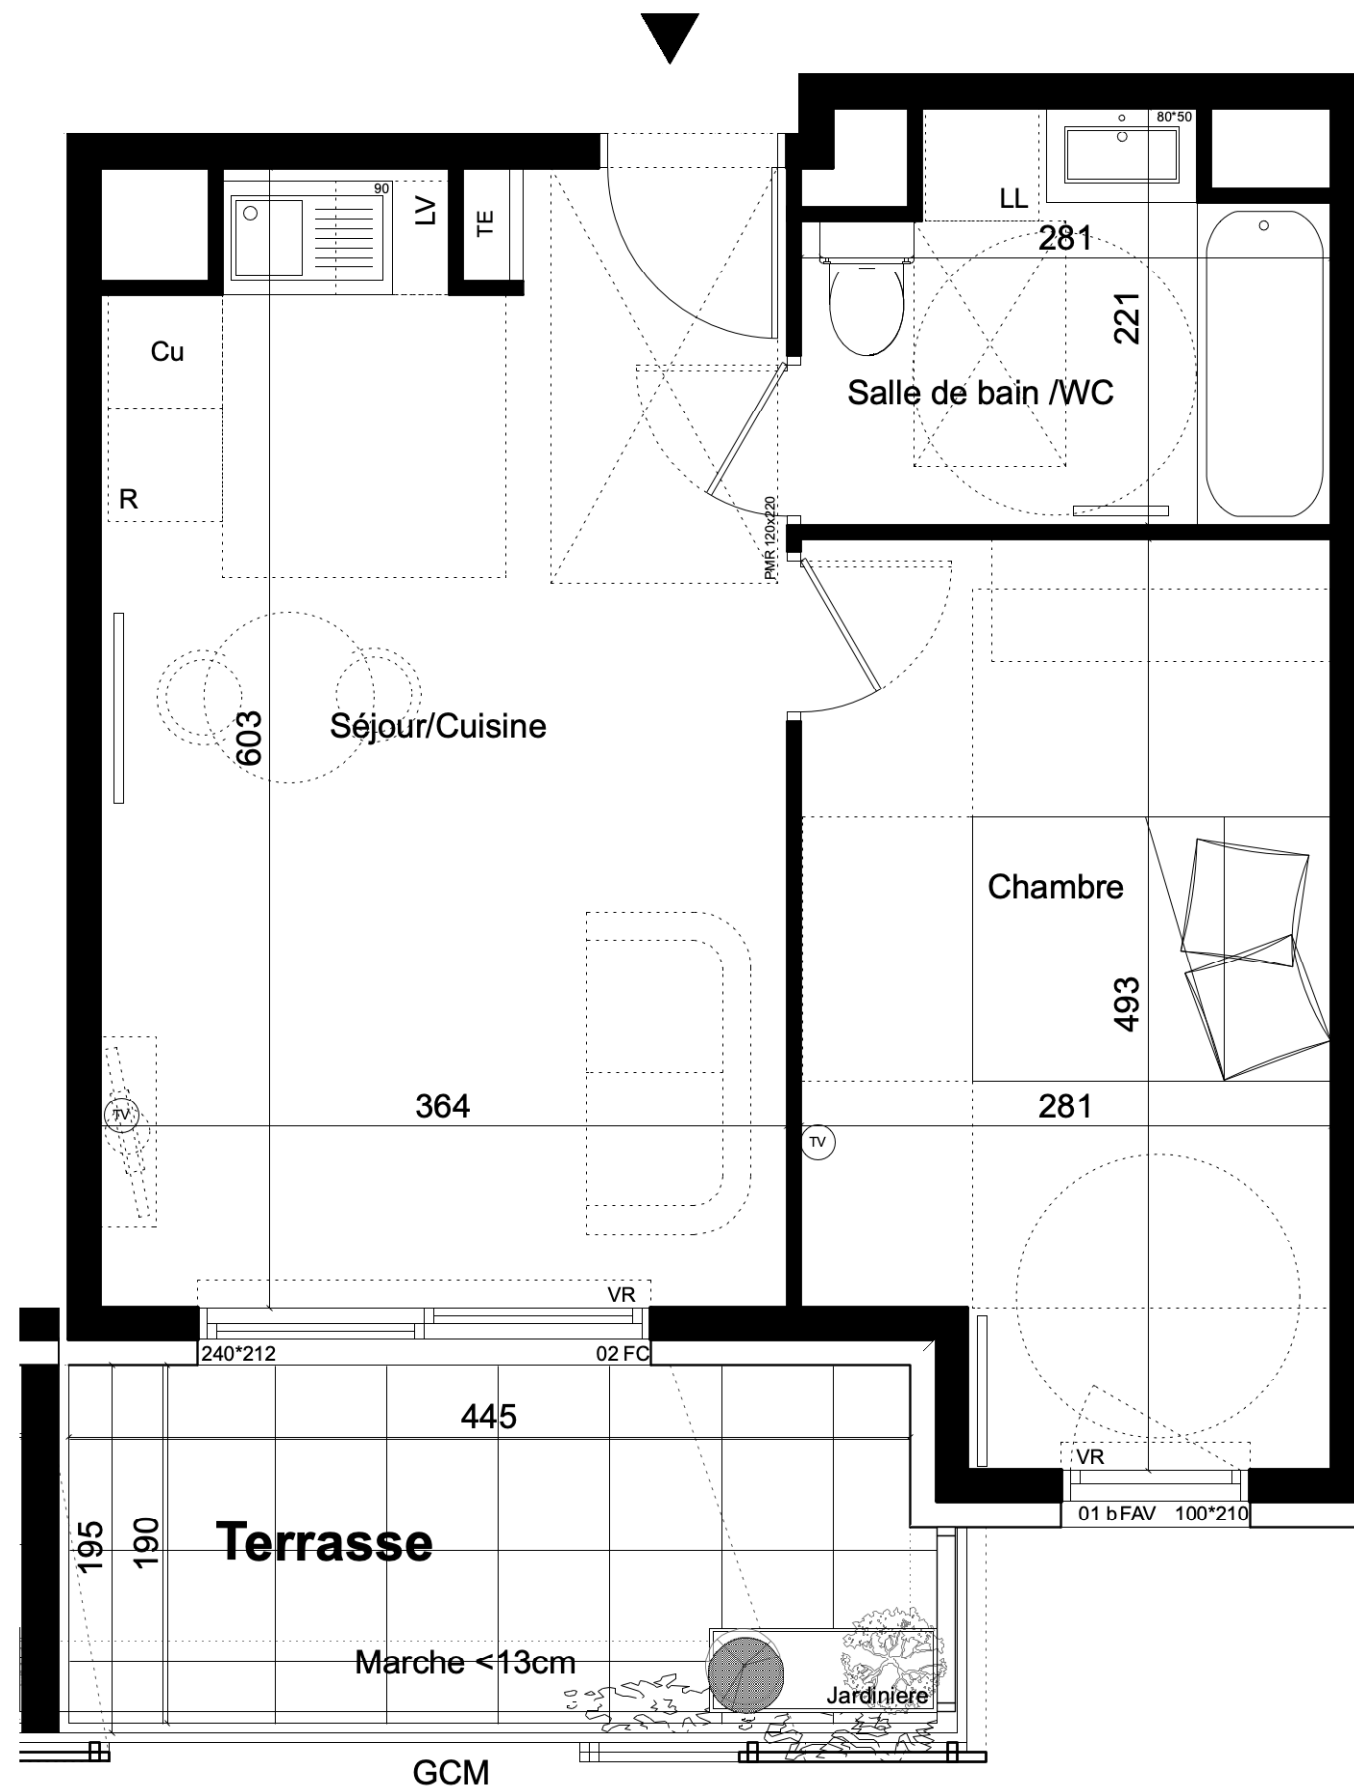 80*50
90
LV
TE
LL
281
221
Cu
Salle de bain /WC
R
PMR 120x220
603
Séjour/Cuisine
Chambre
493
364
281
TV
TV
VR
240*212
02 FC
445
VR
01 b FAV
100*210
195
190
Terrasse
Marche <13cm
Jardiniere
GCM